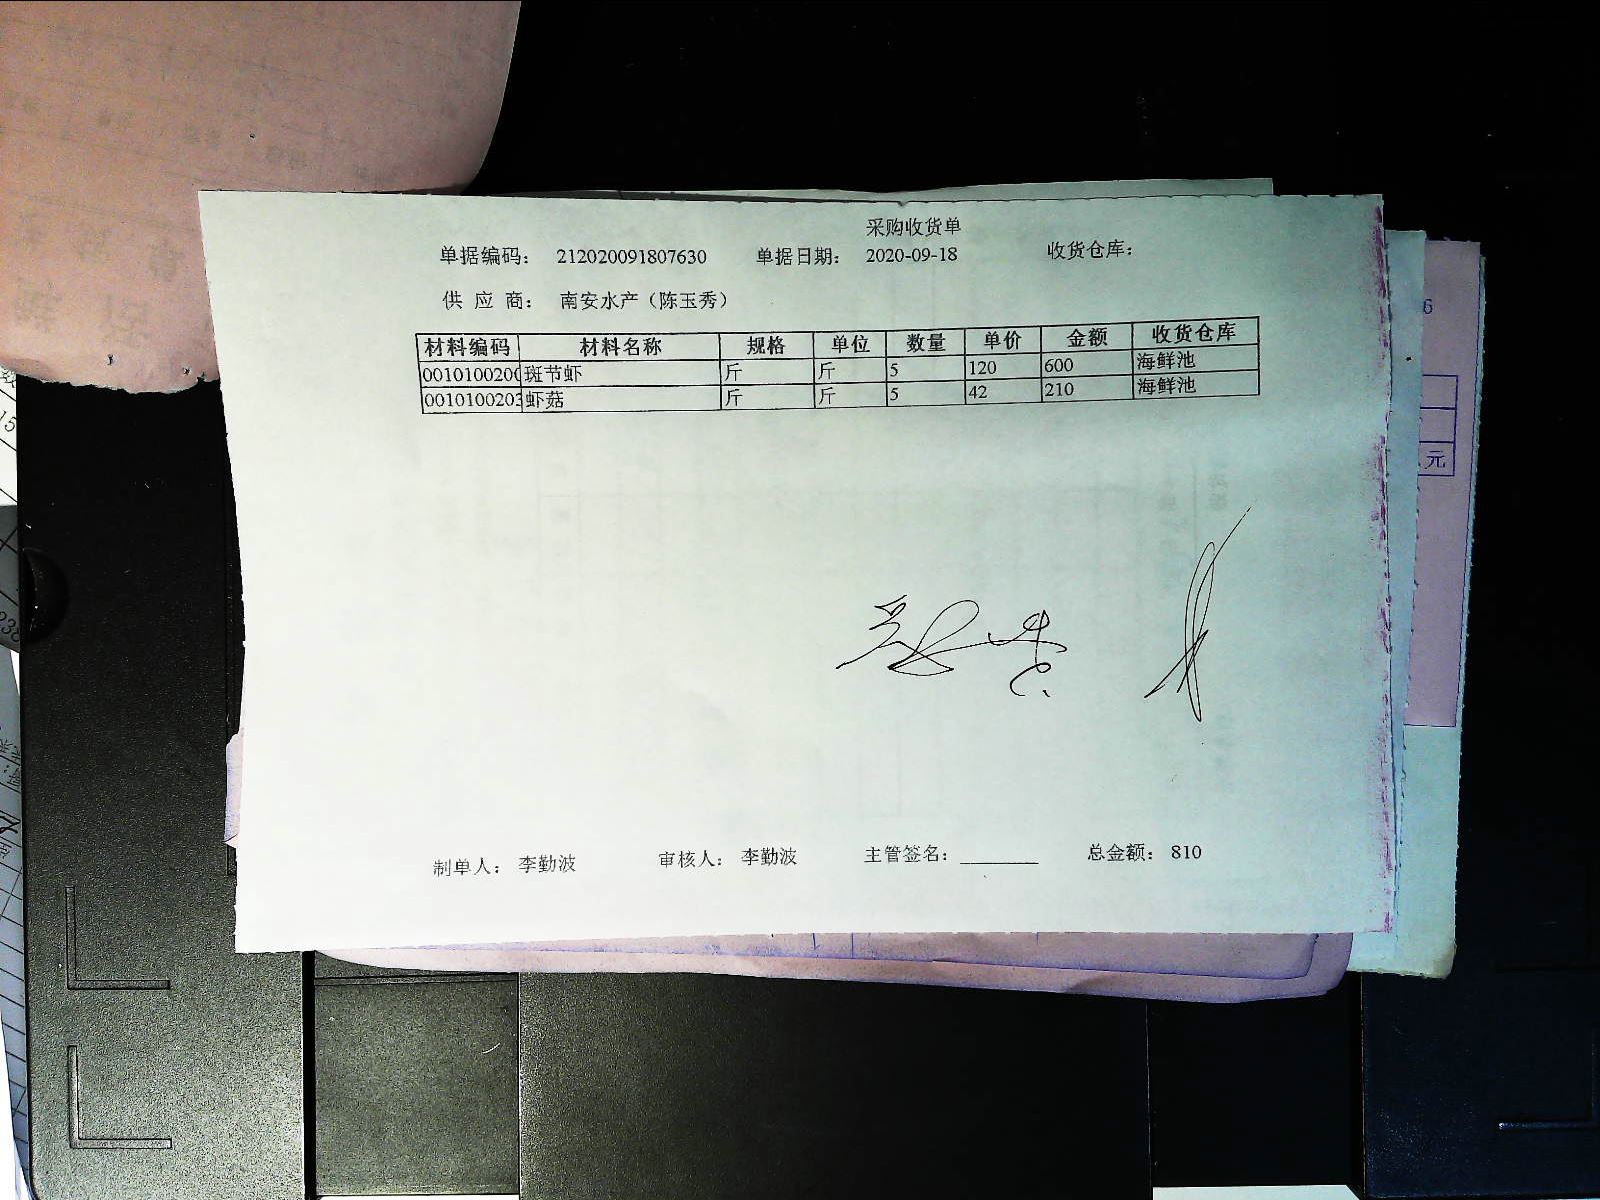 采购收货单
单据编码： 212020091807630 单据日期： 2020-09-18 收货仓库：
供 应 商： 南安水产（陈玉秀）
材料编码 材料名称 规格 单位 数量 单价 金额 收货仓库
0010100200 斑节虾 斤 斤 5 120 600 海鲜池
0010100203 虾菇 斤 斤 5 42 210 海鲜池
制单人： 李勤波 审核人： 李勤波 主管签名：________ 总金额： 810
元